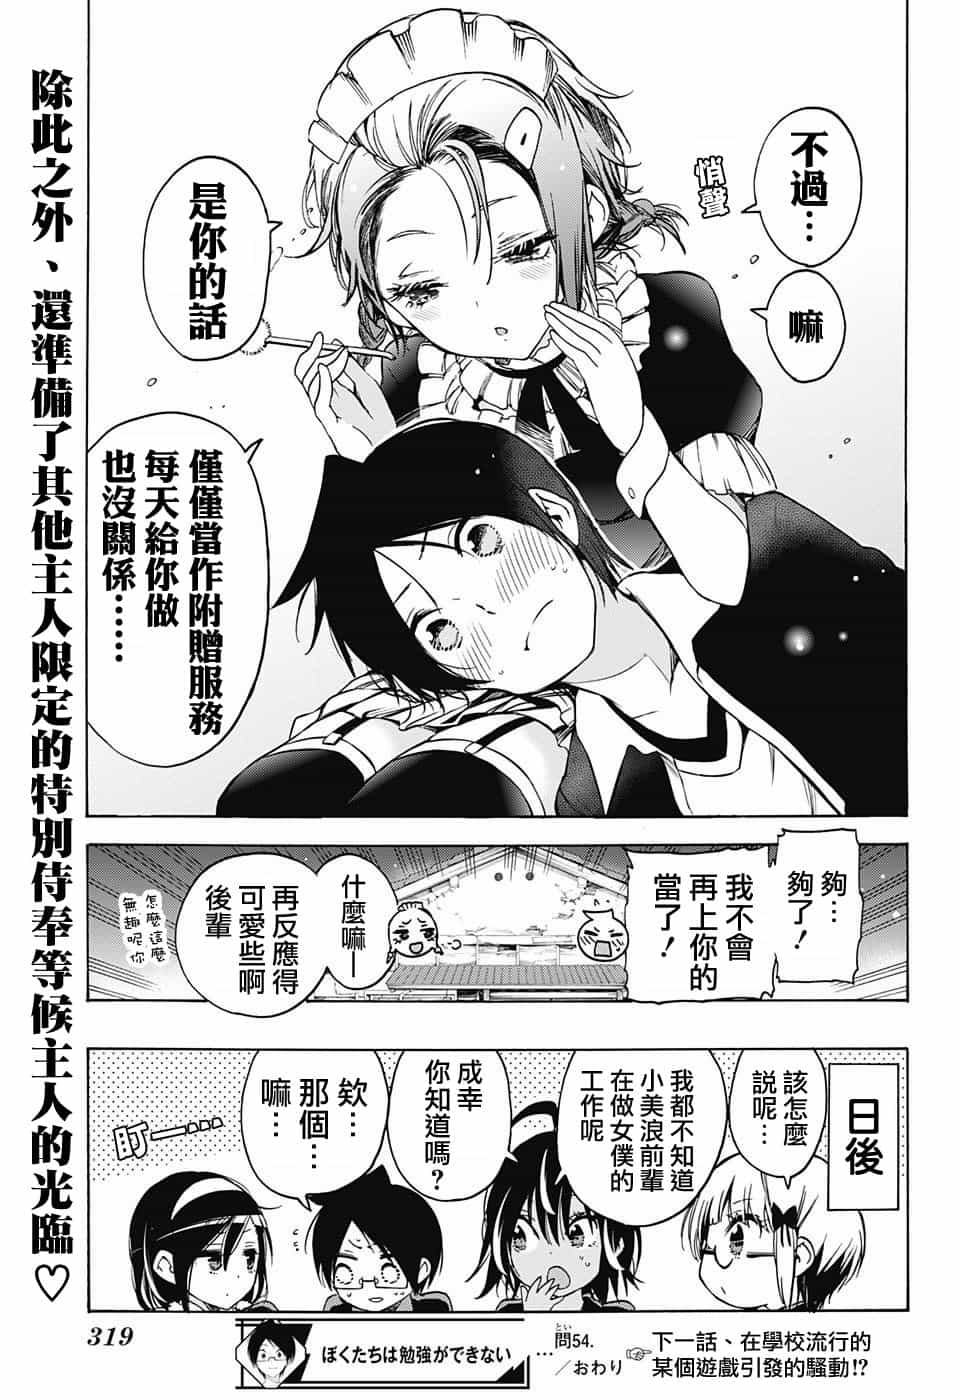 不過…
悄聲
嘛
是你的話
僅僅當作附贈服務
每天給你做
也沒關係……
除此之外、還準備了其他主人限定的特別侍奉等候主人的光臨♡
夠…
夠了！
我不會
再上你的
當了！
什麼嘛—
再反應得
可愛些啊
後輩
怎麼這麼
無趣呢你
日後
該怎麼
說呢…
我都不知道
小美浪前輩
在做女僕的
工作呢
成幸
你知道嗎？
欸…
那個…
嘛…
盯—…
319
ぼくたちは勉強ができない
…
とい
問54.
／おわり
☞
下一話、在學校流行的
某個遊戲引發的騷動!?